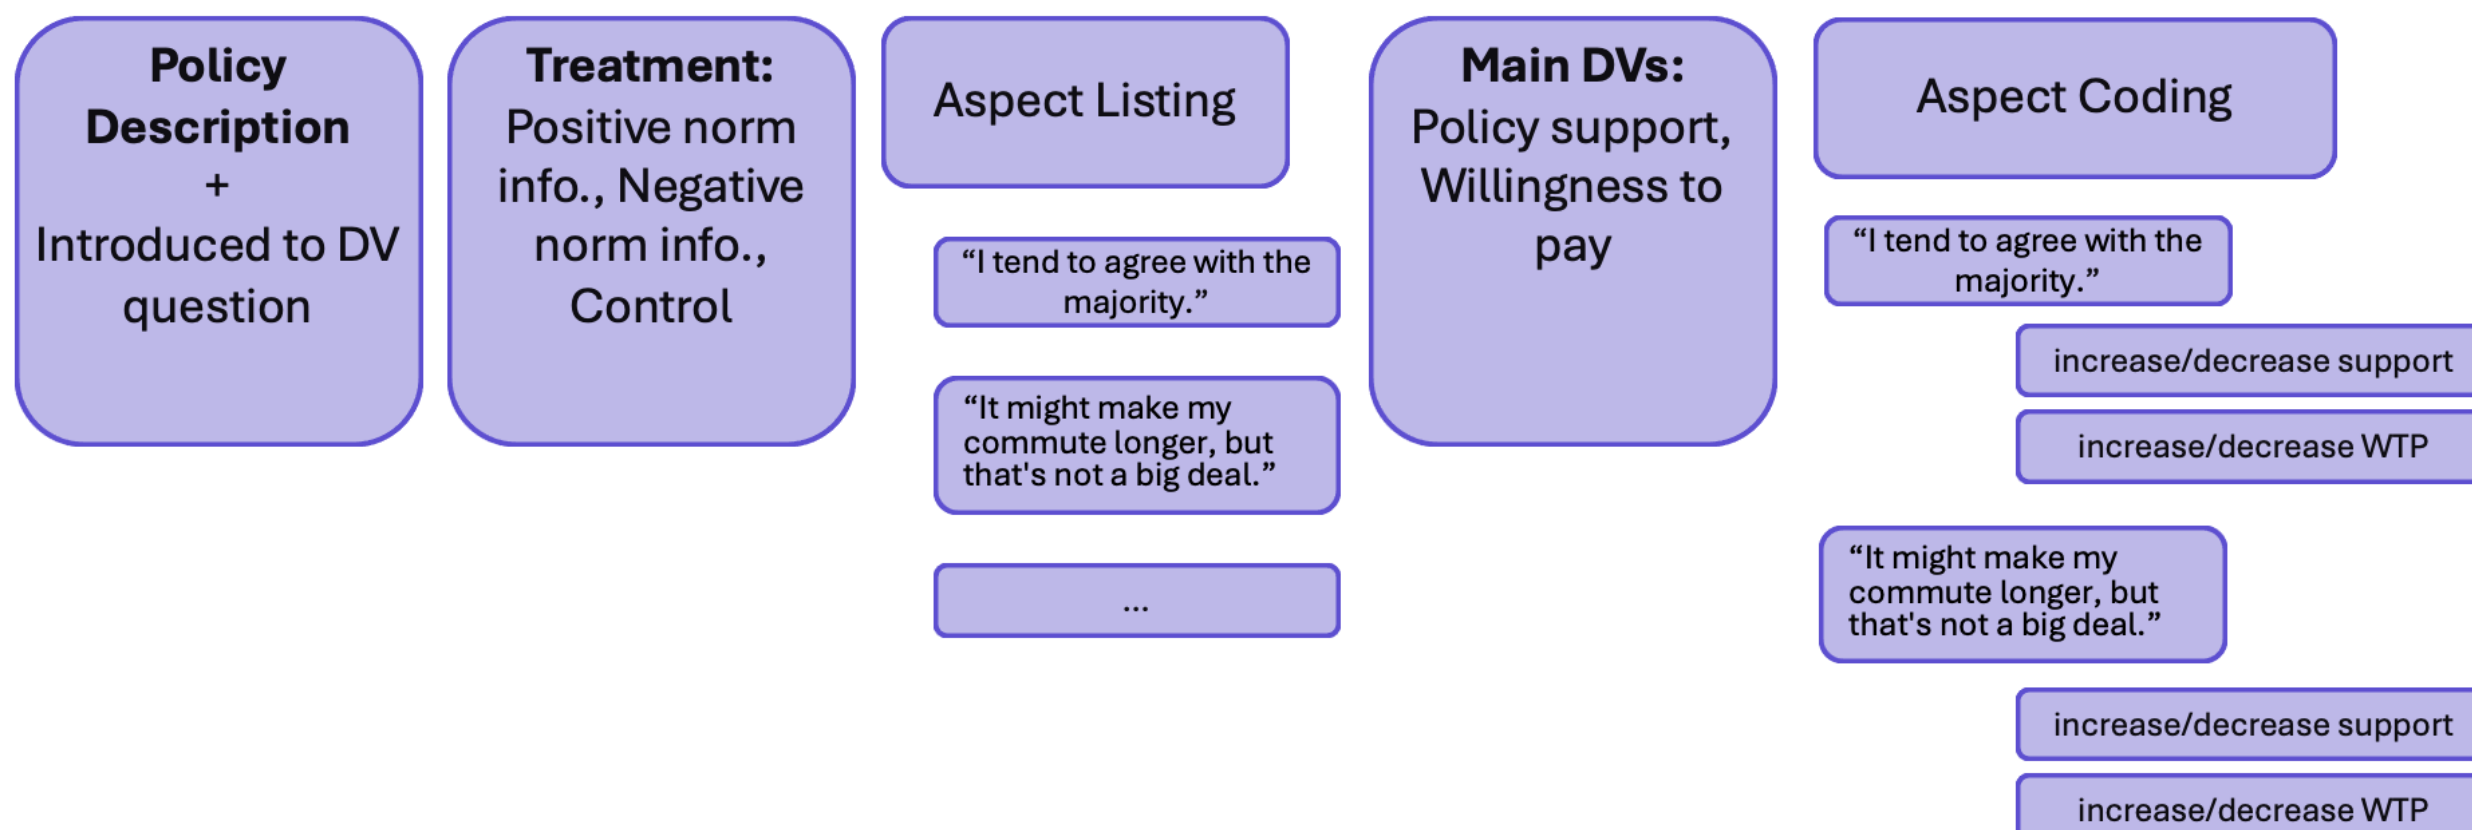 Policy
Description
+
Introduced to DV
question
Treatment:
Positive norm
info., Negative
norm info.,
Control
Aspect Listing
“I tend to agree with the
majority.”
“It might make my
commute longer, but
that's not a big deal.”
...
Main DVs:
Policy support,
Willingness to
pay
Aspect Coding
“I tend to agree with the
majority.”
increase/decrease support
increase/decrease WTP
“It might make my
commute longer, but
that's not a big deal.”
increase/decrease support
increase/decrease WTP